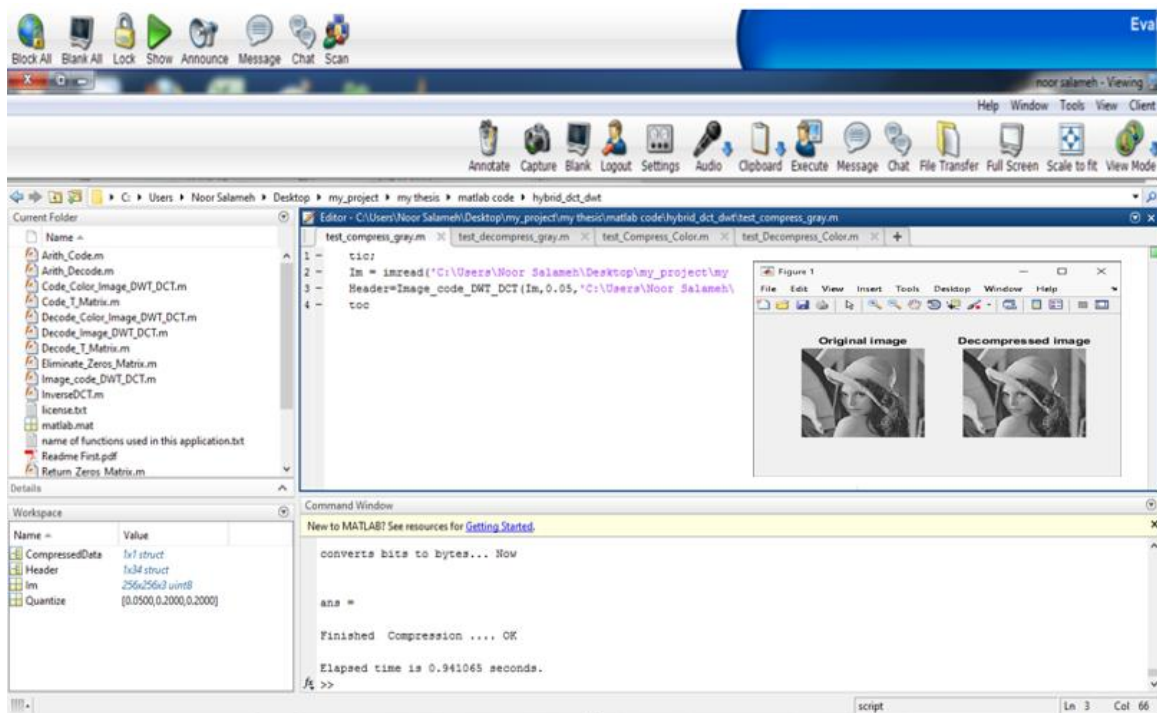 Eval
Block All Blank All Lock Show Announce Message Chat Scan
noor salameh - Viewing
Help Window Tools View Client
Annotate Capture Blank Logout Settings Audio Clipboard Execute Message Chat File Transfer Full Screen Scale to fit View Mode
C: Users Noor Salameh Desktop my_project my thesis matlab code hybrid_dct_dwt
Current Folder
Name
Arith_Code.m
Arith_Decode.m
Code_Color_Image_DWT_DCT.m
Code_T_Matrix.m
Decode_Color_Image_DWT_DCT.m
Decode_Image_DWT_DCT.m
Decode_T_Matrix.m
Eliminate_Zeros_Matrix.m
Image_code_DWT_DCT.m
InverseDCT.m
license.txt
matlab.mat
name of functions used in this application.txt
Readme First.pdf
Return_Zeros_Matrix.m
Details
Workspace
Name Value
CompressedData 1x1 struct
Header 1x34 struct
Im 256x256x3 uint8
Quantize [0.0500,0.2000,0.2000]
Editor - C:\Users\Noor Salameh\Desktop\my_project\my thesis\matlab code\hybrid_dct_dwt\test_compress_gray.m
test_compress_gray.m test_decompress_gray.m test_Compress_Color.m test_Decompress_Color.m +
1 - tic;
2 - Im = imread('C:\Users\Noor Salameh\Desktop\my_project\my
3 - Header=Image_code_DWT_DCT(Im,0.05,'C:\Users\Noor Salameh\
4 - toc
Figure 1
File Edit View Insert Tools Desktop Window Help
Original image Decompressed image
Command Window
New to MATLAB? See resources for Getting Started.
converts bits to bytes... Now
ans =
Finished Compression .... OK
Elapsed time is 0.941065 seconds.
fx >>
script Ln 3 Col 66